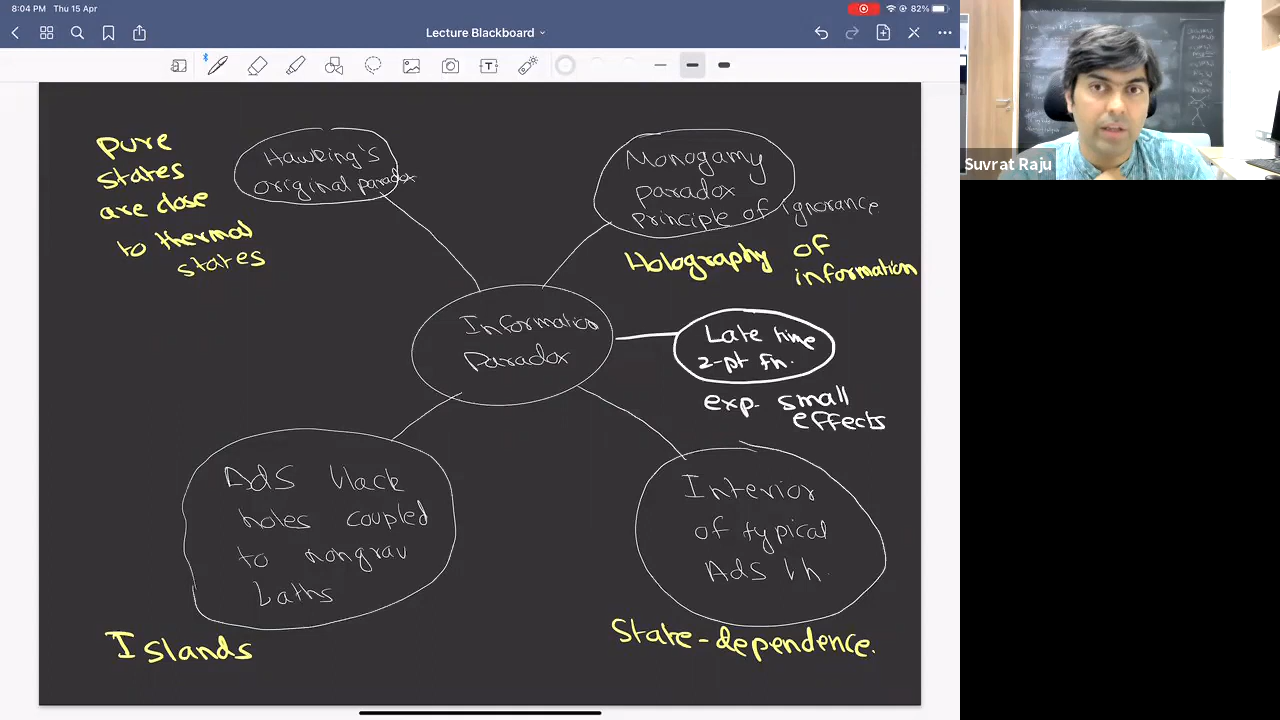 8:04 PM Thu 15 Apr
82%
Lecture Blackboard
T
Suvrat Raju
pure
states
are close
to thermal
states
Hawking's
original paradox
Monogamy
paradox
principle of ignorance
Holography of
information
Information
Paradox
Late time
2-pt fn.
exp. small
effects
AdS black
holes coupled
to nongrav
baths
Islands
Interior
of typical
AdS bh.
State-dependence.